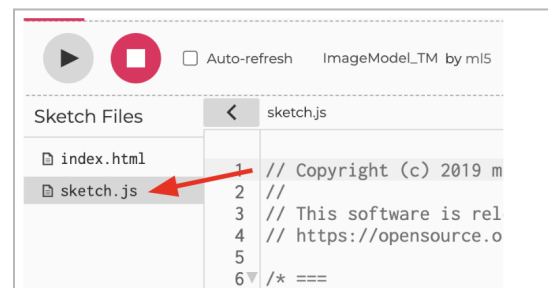 Auto-refresh ImageModel_TM by ml5
Sketch Files
sketch.js
index.html
sketch.js
1 // Copyright (c) 2019 m
2 //
3 // This software is rel
4 // https://opensource.o
5
6 /* ===